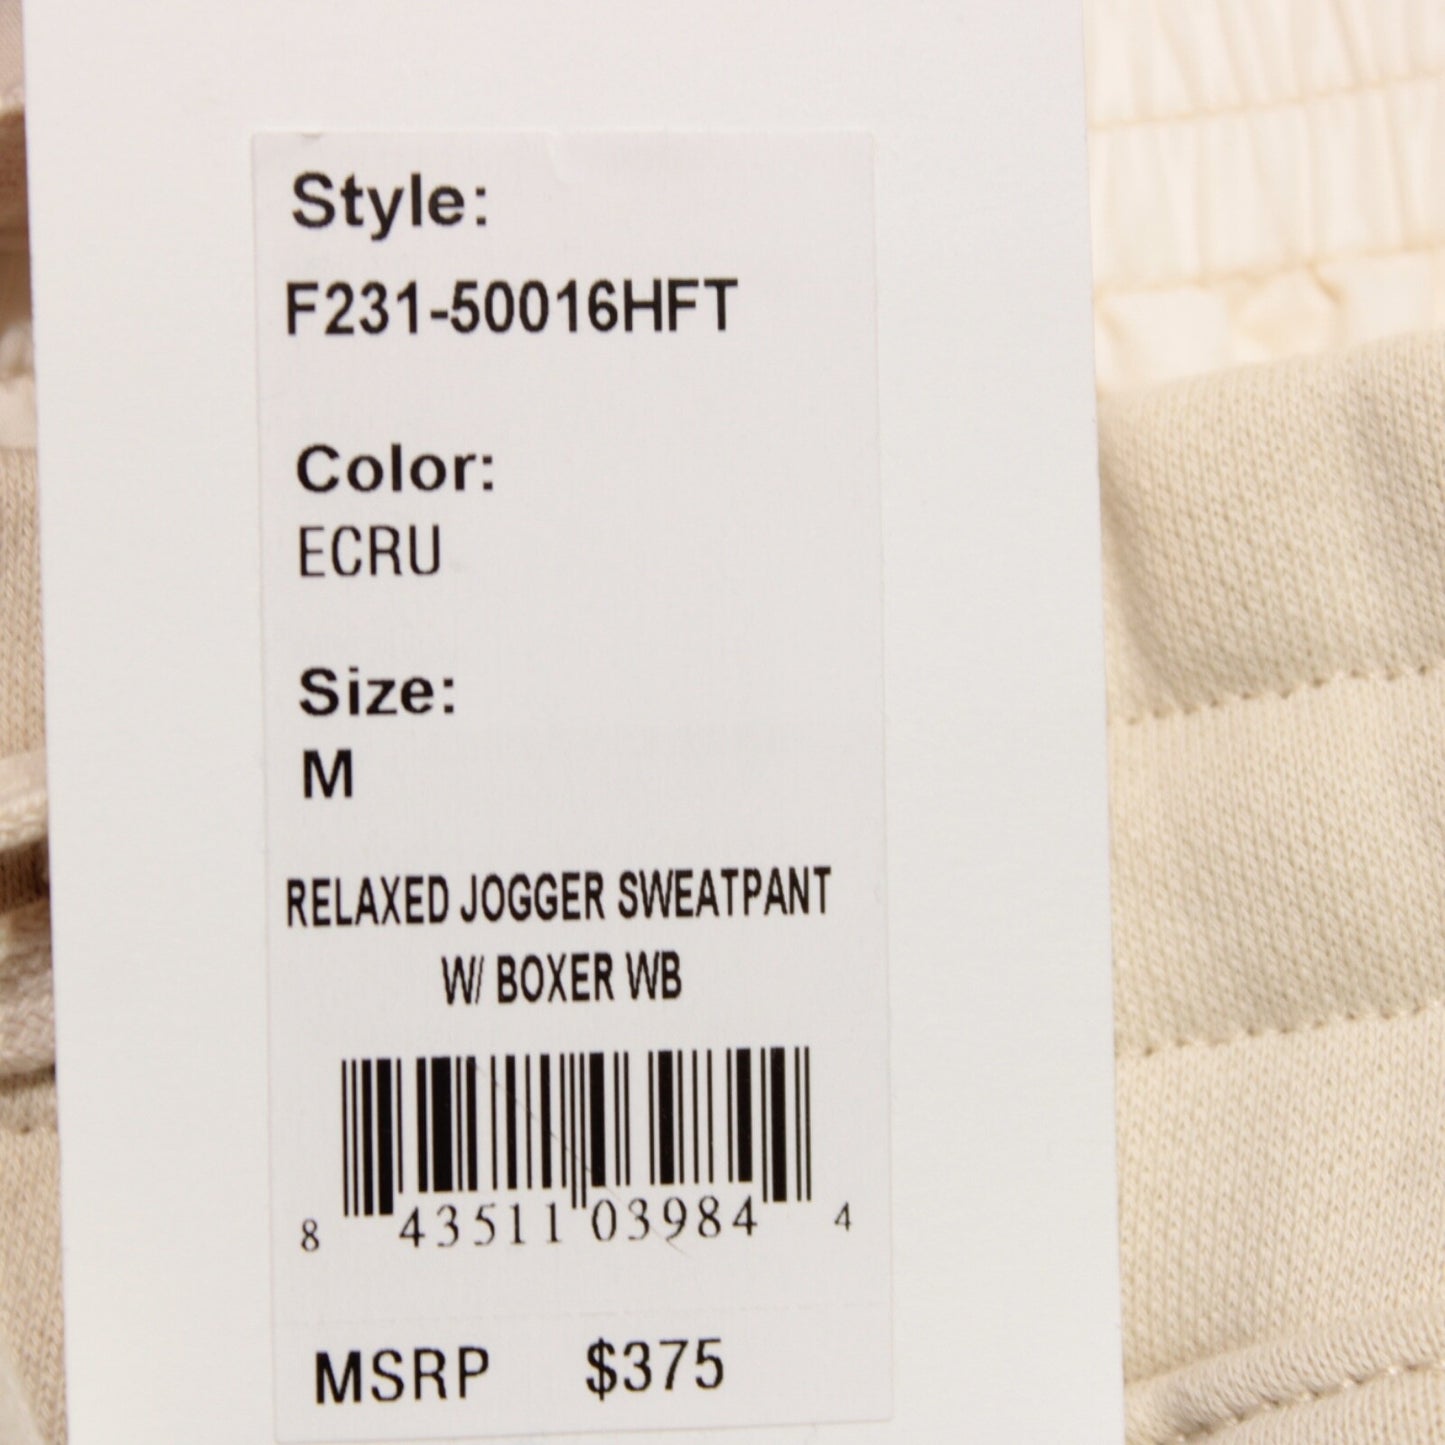 Style:
F231-50016HFT
Color:
ECRU
Size:
M
RELAXED JOGGER SWEATPANT
W/ BOXER WB
8 43511 03984 4
MSRP $375